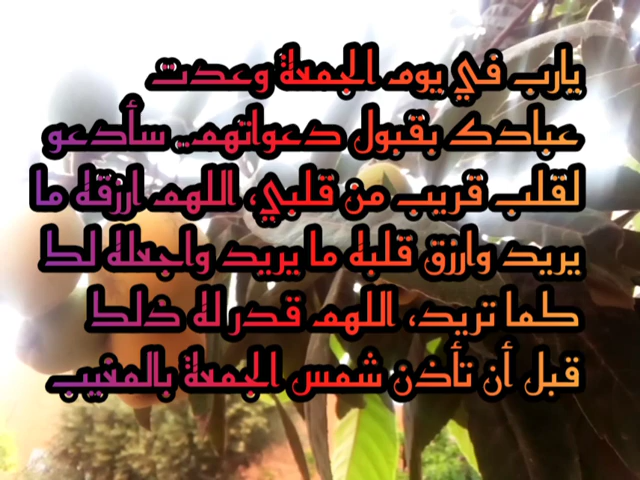 يارب في يوم الجمعة وعدت
عبادك بقبول دعواتهم.. سأدعو
لقلب قريب من قلبي، اللهم ارزقه ما
يريد وارزق قلبه ما يريد واجعله لك
كما تريد، اللهم قدر له ذلك
قبل أن تأذن شمس الجمعة بالمغيب